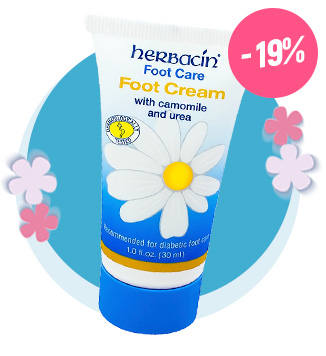 -19%
herbacin®
Foot Care
Foot Cream
with camomile
and urea
Recommended for diabetic foot care
1.0 fl.oz. (30 ml)